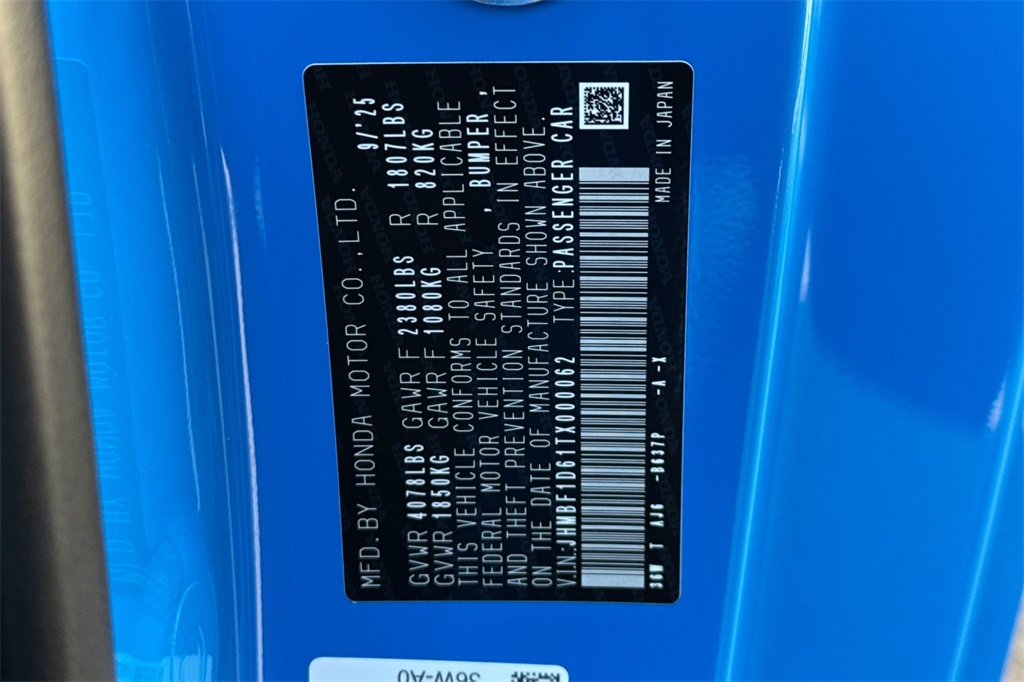 MFD. BY HONDA MOTOR CO., LTD. 9/'25
GVWR 4078LBS GAWR F 2380LBS R 1807LBS
GVWR 1850KG GAWR F 1080KG R 820KG
THIS VEHICLE CONFORMS TO ALL APPLICABLE
FEDERAL MOTOR VEHICLE SAFETY , BUMPER ,
AND THEFT PREVENTION STANDARDS IN EFFECT
ON THE DATE OF MANUFACTURE SHOWN ABOVE.
V.I.N:JHMBF1D61TX000062 TYPE:PASSENGER CAR
36W T AJ6 -B637P -A -X MADE IN JAPAN
36W-A0